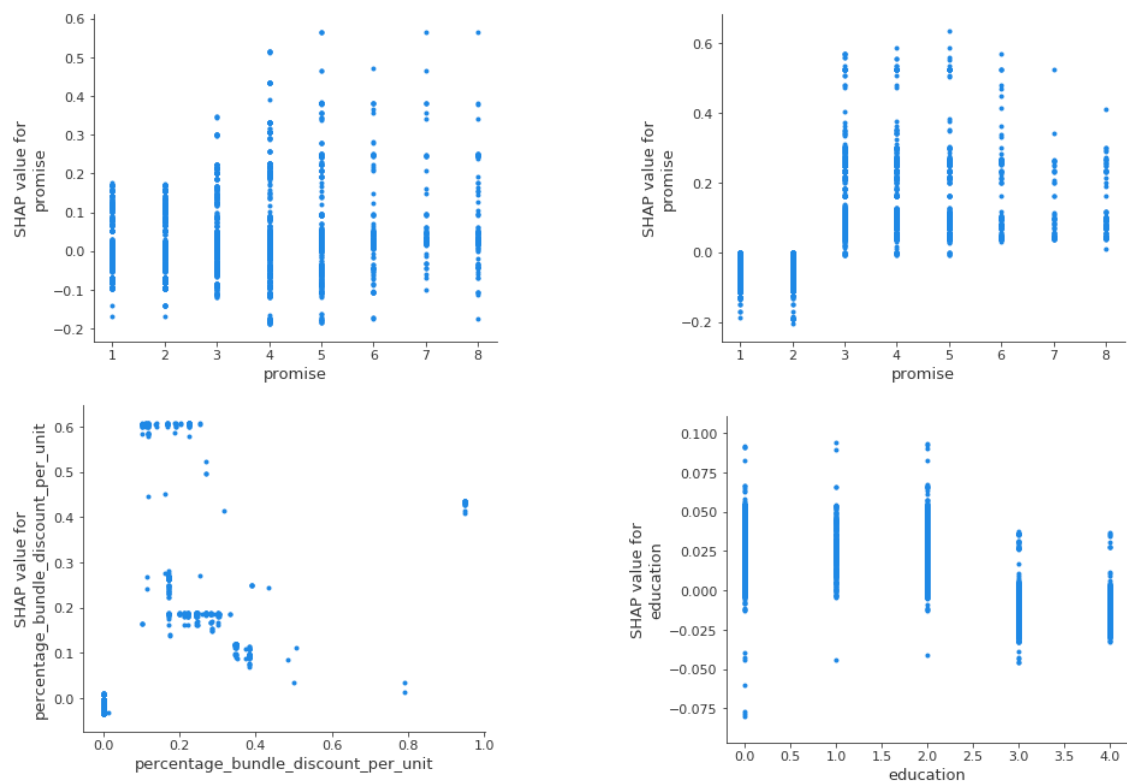 0.6
0.5
0.4
0.3
0.2
0.1
0.0
−0.1
−0.2
SHAP value for
promise
1 2 3 4 5 6 7 8
promise
0.6
0.4
0.2
0.0
−0.2
SHAP value for
promise
1 2 3 4 5 6 7 8
promise
0.6
0.5
0.4
0.3
0.2
0.1
0.0
SHAP value for
percentage_bundle_discount_per_unit
0.0 0.2 0.4 0.6 0.8 1.0
percentage_bundle_discount_per_unit
0.100
0.075
0.050
0.025
0.000
−0.025
−0.050
−0.075
SHAP value for
education
0.0 0.5 1.0 1.5 2.0 2.5 3.0 3.5 4.0
education